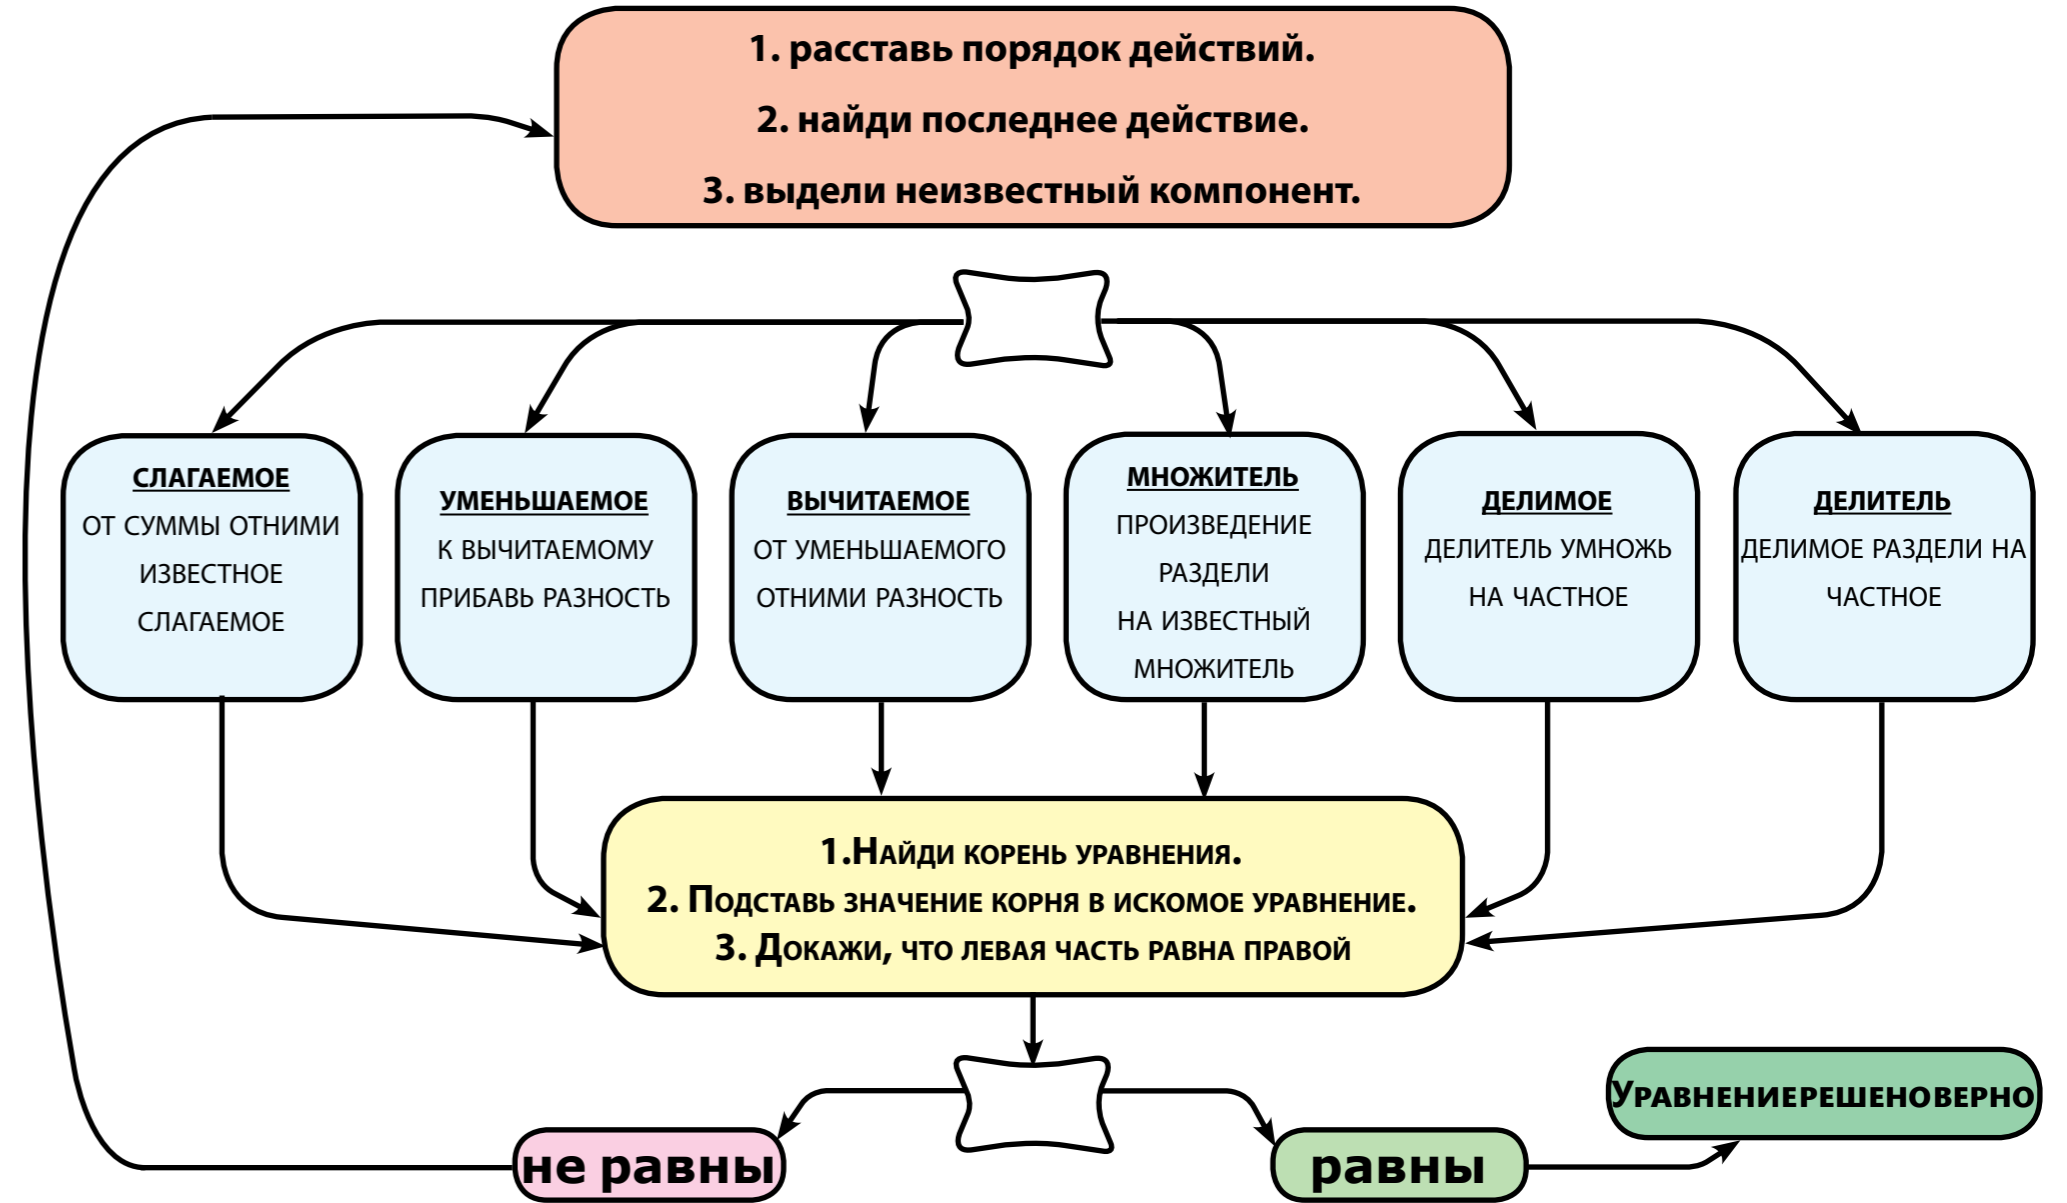 1. расставь порядок действий.
2. найди последнее действие.
3. выдели неизвестный компонент.
СЛАГАЕМОЕ
ОТ СУММЫ ОТНИМИ
ИЗВЕСТНОЕ
СЛАГАЕМОЕ
УМЕНЬШАЕМОЕ
К ВЫЧИТАЕМОМУ
ПРИБАВЬ РАЗНОСТЬ
ВЫЧИТАЕМОЕ
ОТ УМЕНЬШАЕМОГО
ОТНИМИ РАЗНОСТЬ
МНОЖИТЕЛЬ
ПРОИЗВЕДЕНИЕ
РАЗДЕЛИ
НА ИЗВЕСТНЫЙ
МНОЖИТЕЛЬ
ДЕЛИМОЕ
ДЕЛИТЕЛЬ УМНОЖЬ
НА ЧАСТНОЕ
ДЕЛИТЕЛЬ
ДЕЛИМОЕ РАЗДЕЛИ НА
ЧАСТНОЕ
1.Найди корень уравнения.
2. Подставь значение корня в искомое уравнение.
3. Докажи, что левая часть равна правой
не равны
равны
Уравнениерешеноверно